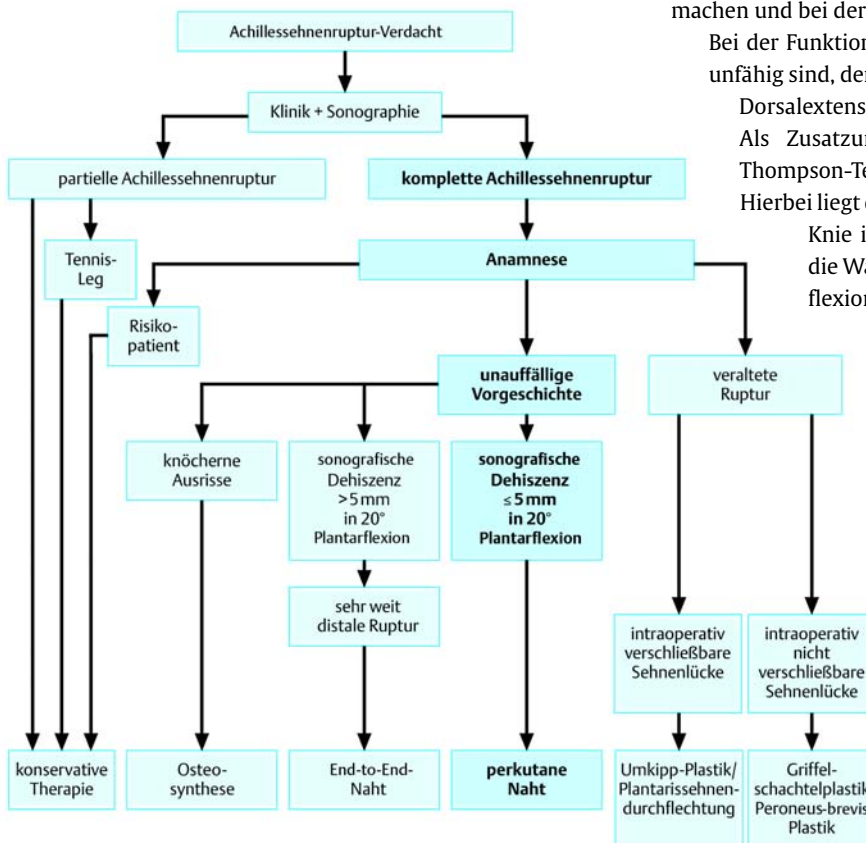 Achillessehnenruptur-Verdacht
Klinik + Sonographie
partielle Achillessehnenruptur
komplette Achillessehnenruptur
Tennis-
Leg
Anamnese
Risiko-
patient
unauffällige
Vorgeschichte
veraltete
Ruptur
knöcherne
Ausrisse
sonografische
Dehiszenz
>5 mm
in 20°
Plantarflexion
sonografische
Dehiszenz
≤ 5 mm
in 20°
Plantarflexion
sehr weit
distale Ruptur
intraoperativ
verschließbare
Sehnenlücke
intraoperativ
nicht
verschließbare
Sehnenlücke
konservative
Therapie
Osteo-
synthese
End-to-End-
Naht
perkutane
Naht
Umkipp-Plastik/
Plantarissehnen-
durchflechtung
Griffel-
schachtelplastik
Peroneus-brevis
Plastik
machen und bei der
Bei der Funktion
unfähig sind, de
Dorsalextens
Als Zusatzu
Thompson-Te
Hierbei liegt
Knie i
die Wa
flexion